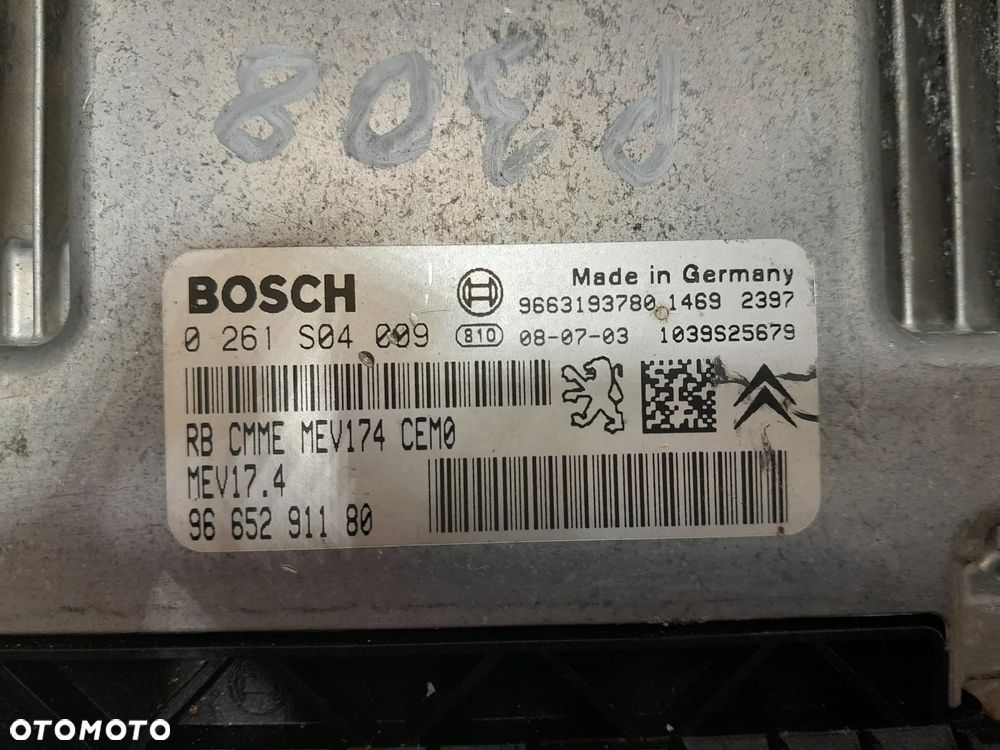 P308
BOSCH
Made in Germany
9663193780 1469 2397
0 261 S04 009
810
08-07-03
1039S25679
RB CMME MEV174 CEM0
MEV17.4
96 652 911 80
OTOMOTO